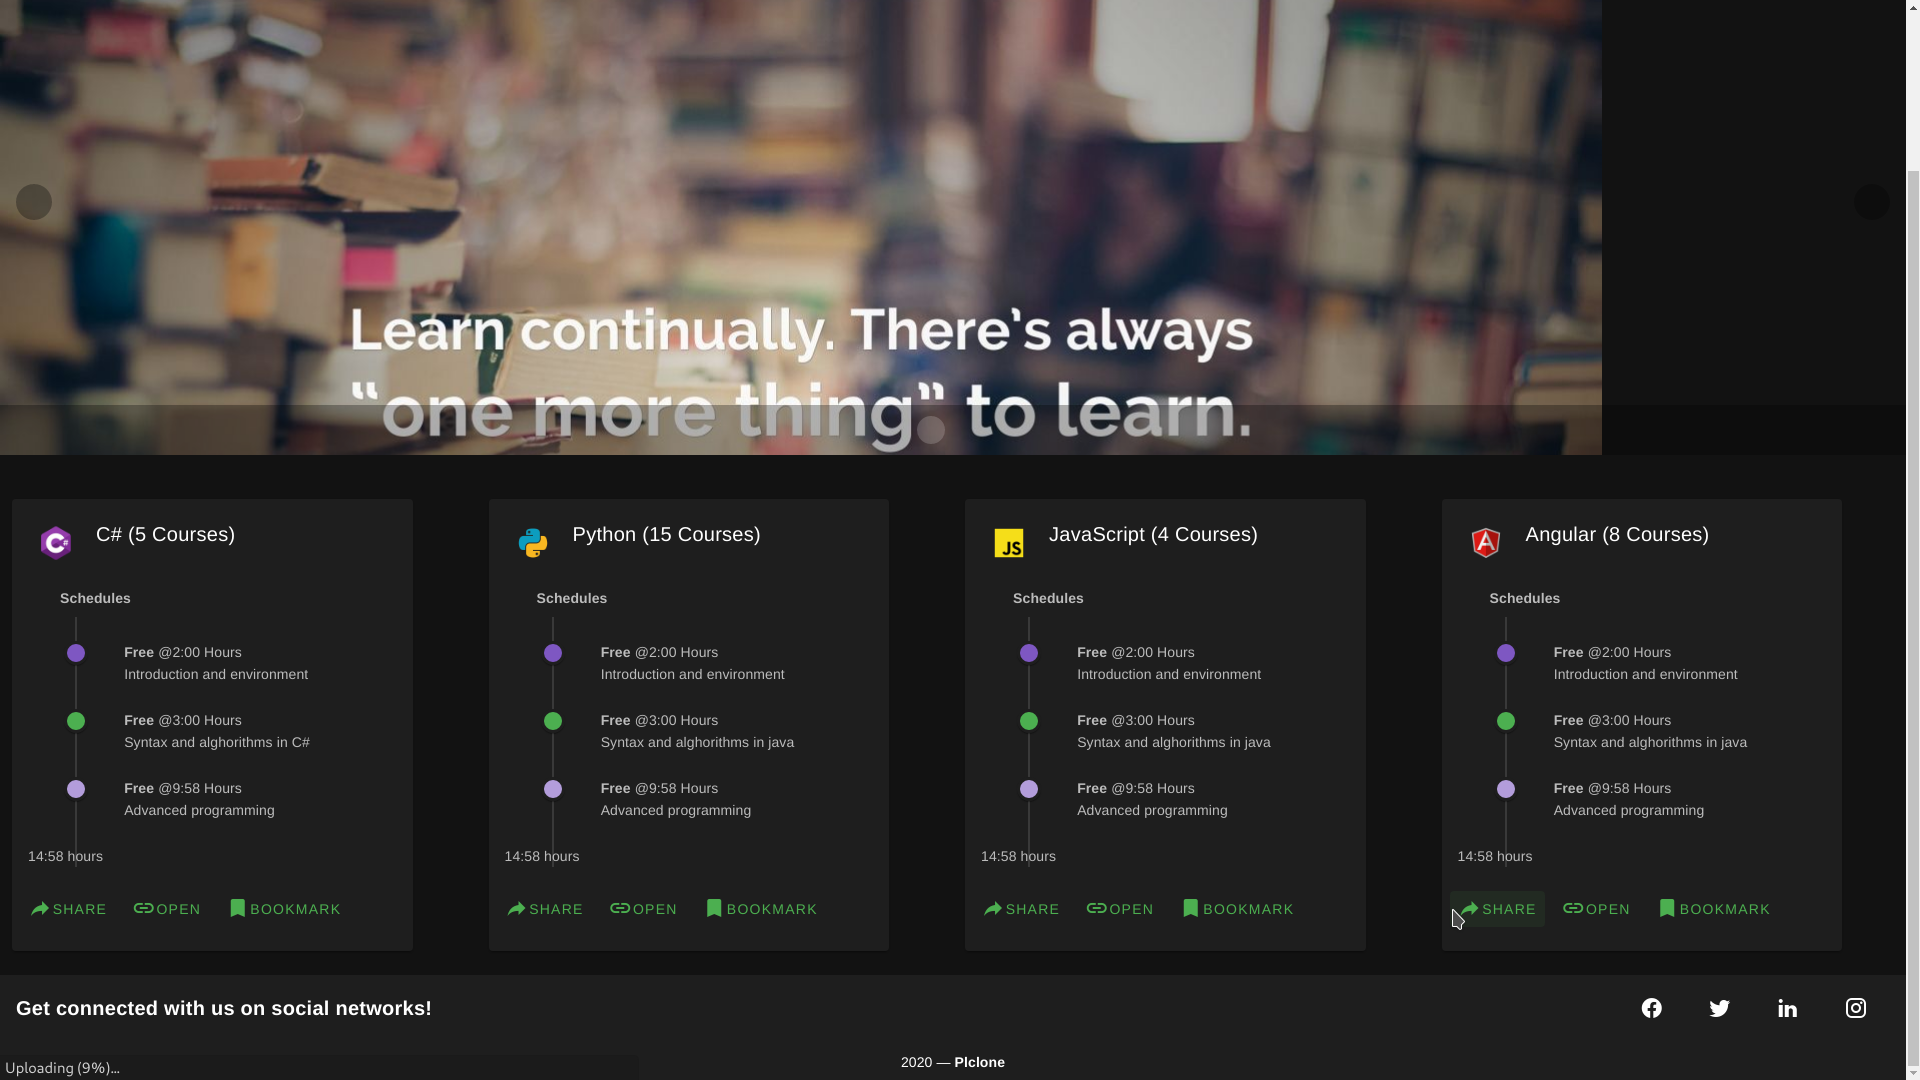 Learn continually. There's always
“one more thing” to learn.
C# (5 Courses)
Schedules
Free @2:00 Hours
Introduction and environment
Free @3:00 Hours
Syntax and alghorithms in C#
Free @9:58 Hours
Advanced programming
14:58 hours
SHARE OPEN BOOKMARK
Python (15 Courses)
Schedules
Free @2:00 Hours
Introduction and environment
Free @3:00 Hours
Syntax and alghorithms in java
Free @9:58 Hours
Advanced programming
14:58 hours
SHARE OPEN BOOKMARK
JS
JavaScript (4 Courses)
Schedules
Free @2:00 Hours
Introduction and environment
Free @3:00 Hours
Syntax and alghorithms in java
Free @9:58 Hours
Advanced programming
14:58 hours
SHARE OPEN BOOKMARK
Angular (8 Courses)
Schedules
Free @2:00 Hours
Introduction and environment
Free @3:00 Hours
Syntax and alghorithms in java
Free @9:58 Hours
Advanced programming
14:58 hours
SHARE OPEN BOOKMARK
Get connected with us on social networks!
2020 — Plclone
Uploading (9%)...